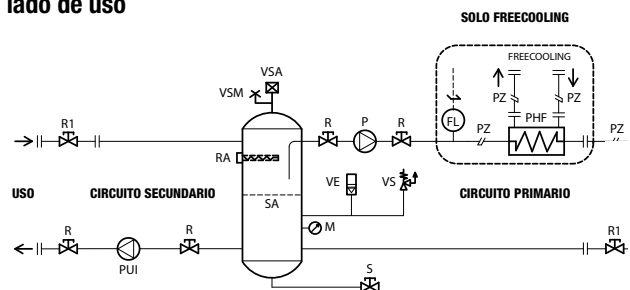 lado de uso
SOLO FREECOOLING
FREECOOLING
VSA
VSM
PZ
PZ
R1
R
P
R
FL
PZ
PHF
PZ
RA
VE
VS
USO
CIRCUITO SECUNDARIO
SA
CIRCUITO PRIMARIO
M
R
R
R1
PUI
S